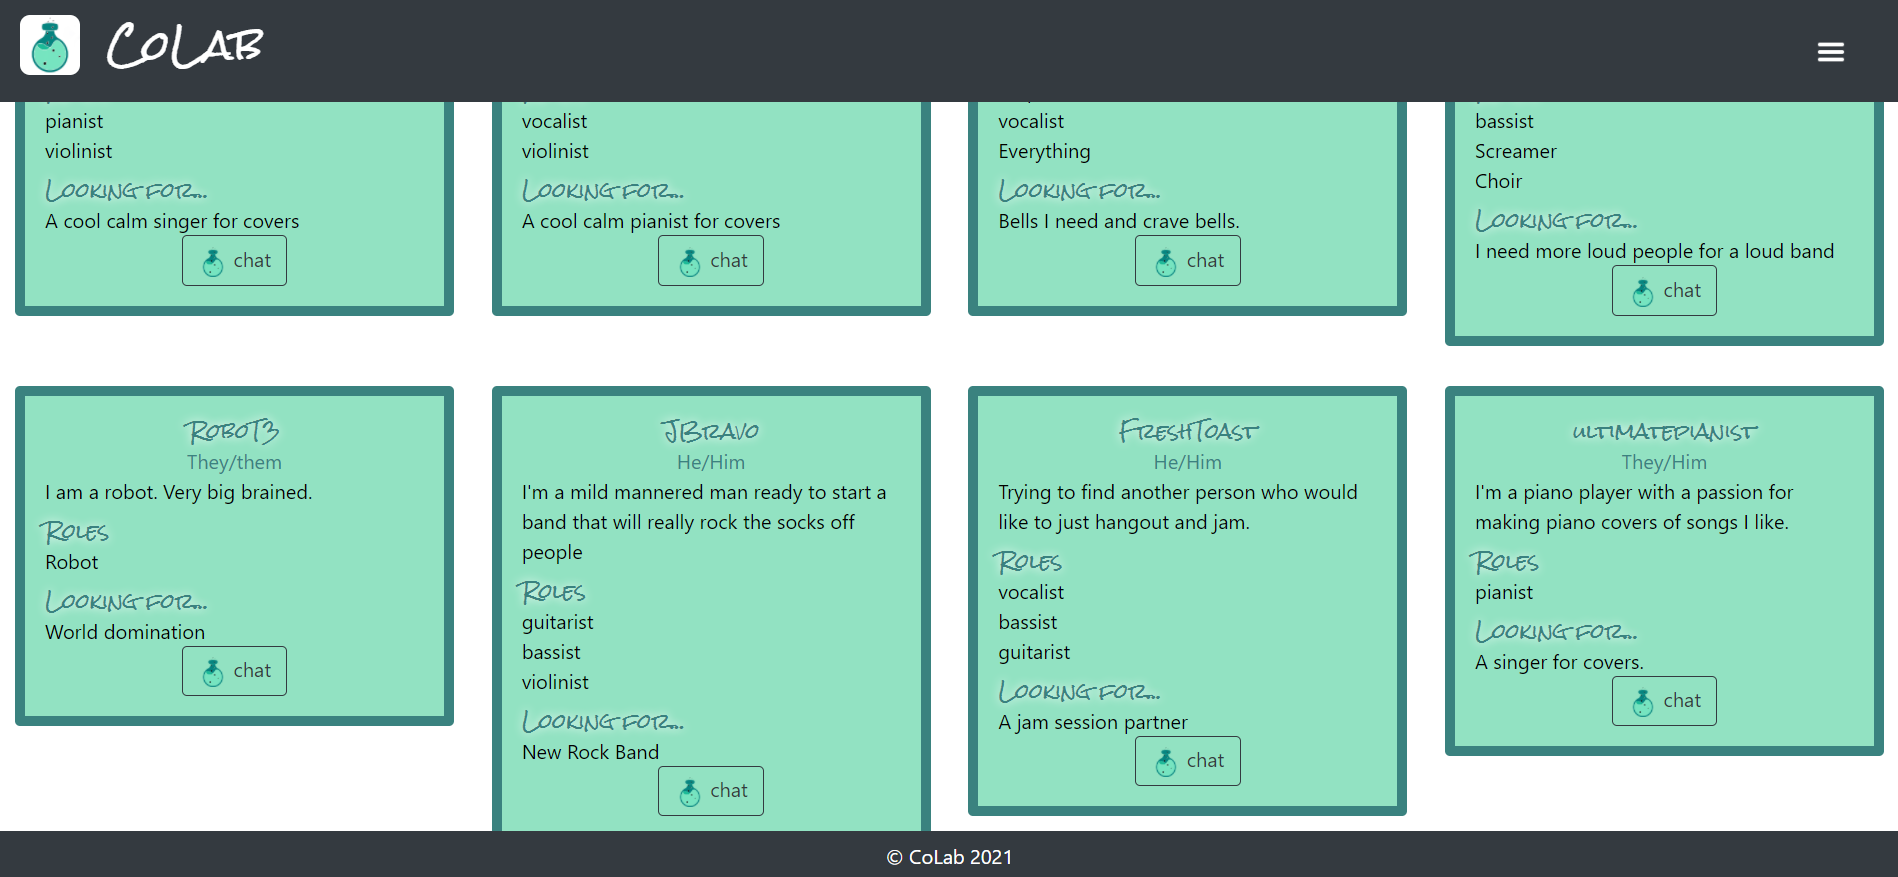 CoLab
pianist
violinist
Looking for...
A cool calm singer for covers
chat
vocalist
violinist
Looking for...
A cool calm pianist for covers
chat
vocalist
Everything
Looking for...
Bells I need and crave bells.
chat
bassist
Screamer
Choir
Looking for...
I need more loud people for a loud band
chat
RoboT3
They/them
I am a robot. Very big brained.
Roles
Robot
Looking for...
World domination
chat
JBravo
He/Him
I'm a mild mannered man ready to start a
band that will really rock the socks off
people
Roles
guitarist
bassist
violinist
Looking for...
New Rock Band
chat
FreshToast
He/Him
Trying to find another person who would
like to just hangout and jam.
Roles
vocalist
bassist
guitarist
Looking for...
A jam session partner
chat
ultimatepianist
They/Him
I'm a piano player with a passion for
making piano covers of songs I like.
Roles
pianist
Looking for...
A singer for covers.
chat
© CoLab 2021